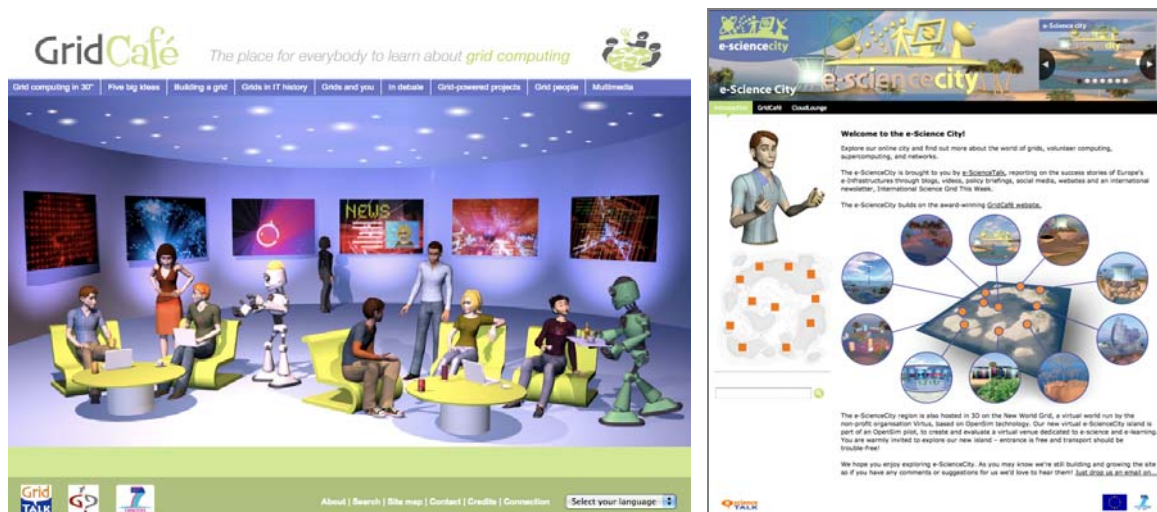 GridCafé
The place for everybody to learn about grid computing
Grid computing in 30" Five big ideas Building a grid Grids in IT history Grids and you In debate Grid-powered projects Grid people Multimedia
NEWS
Grid
TALK
About | Search | Site map | Contact | Credits | Connection
Select your language
e-sciencecity
e-sciencecity
e-Science City
e-Science City
GridCafé CloudLounge
Welcome to the e-Science City!
Explore our online city and find out more about the world of grids, volunteer computing,
supercomputing, and networks.
The e-ScienceCity is brought to you by e-ScienceTalk, reporting on the success stories of Europe's
e-Infrastructures through blogs, videos, policy briefings, social media, websites and an international
newsletter, International Science Grid This Week.
The e-ScienceCity builds on the award-winning GridCafé website.
The e-ScienceCity region is also hosted in 3D on the New World Grid, a virtual world run by the
non-profit organisation Virtus, based on OpenSim technology. Our new virtual e-ScienceCity island is
part of an OpenSim pilot, to create and evaluate a virtual venue dedicated to e-science and e-learning.
You are warmly invited to explore our new island - entrance is free and transport should be
trouble-free!
We hope you enjoy exploring e-ScienceCity. As you may know we're still building and growing the site
so if you have any comments or suggestions for us we'd love to hear them! Just drop us an email on...
e science
TALK